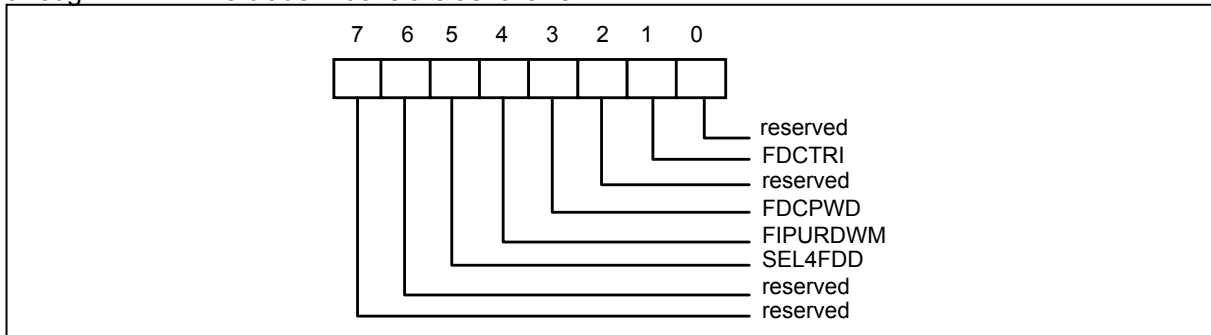 7 6 5 4 3 2 1 0
reserved
FDCTRI
reserved
FDCPWD
FIPURDWM
SEL4FDD
reserved
reserved